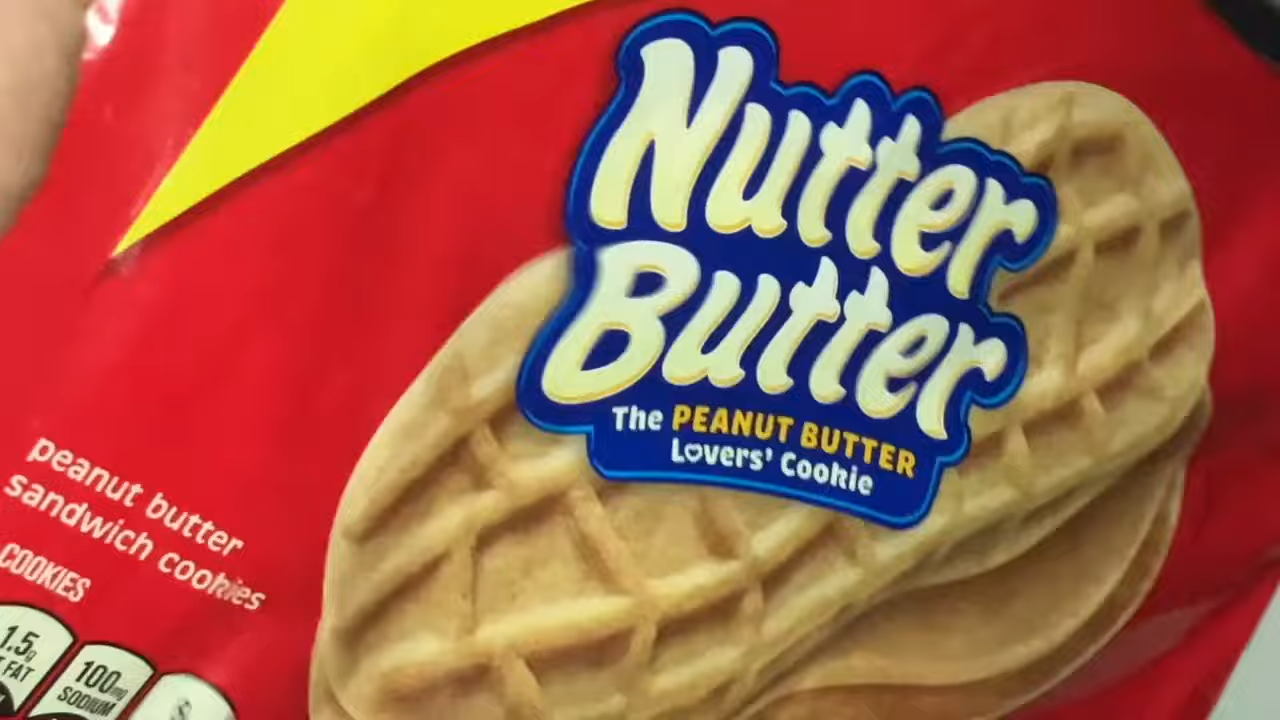 Nutter
Butter
The PEANUT BUTTER
Lovers' Cookie
peanut butter
sandwich cookies
COOKIES
1.5g
FAT
100mg
SODIUM